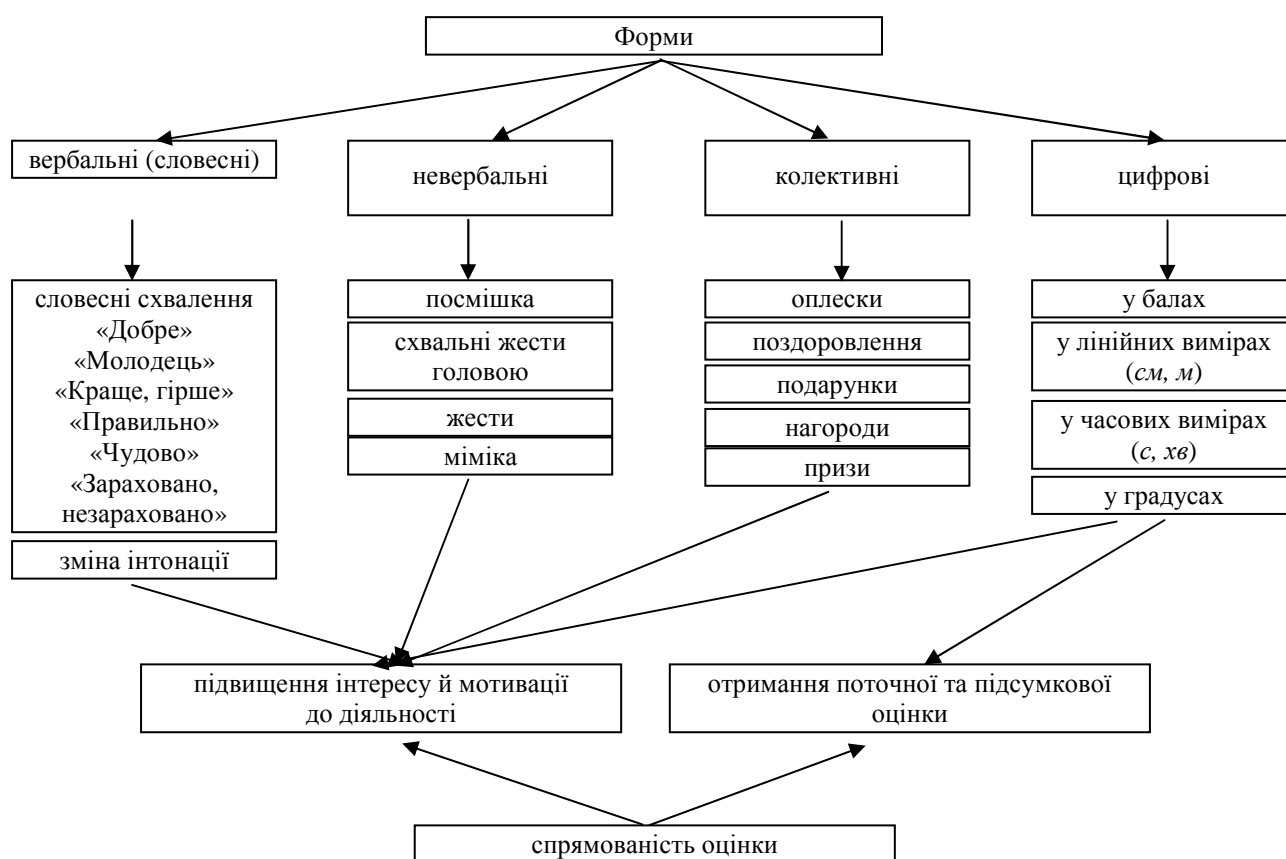 Форми
вербальні (словесні)
невербальні
колективні
цифрові
словесні схвалення
«Добре»
«Молодець»
«Краще, гірше»
«Правильно»
«Чудово»
«Зараховано,
незараховано»
зміна інтонації
посмішка
схвальні жести
головою
жести
міміка
оплески
поздоровлення
подарунки
нагороди
призи
у балах
у лінійних вимірах
(см, м)
у часових вимірах
(с, хв)
у градусах
підвищення інтересу й мотивації
до діяльності
отримання поточної та підсумкової
оцінки
спрямованість оцінки